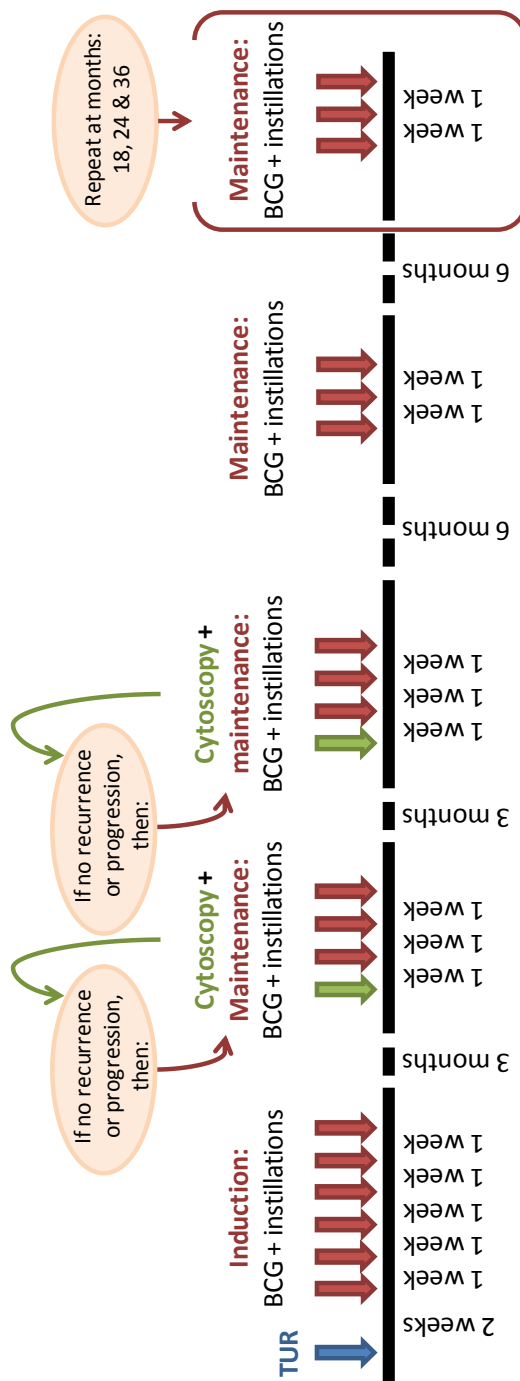 TUR
Induction:
BCG + instillations
If no recurrence
or progression,
then:
Cytoscopy +
Maintenance:
BCG + instillations
If no recurrence
or progression,
then:
Cytoscopy +
maintenance:
BCG + instillations
Maintenance:
BCG + instillations
Repeat at months:
18, 24 & 36
Maintenance:
BCG + instillations
2 weeks
1 week
1 week
1 week
1 week
1 week
3 months
1 week
1 week
1 week
3 months
1 week
1 week
1 week
6 months
1 week
1 week
6 months
1 week
1 week